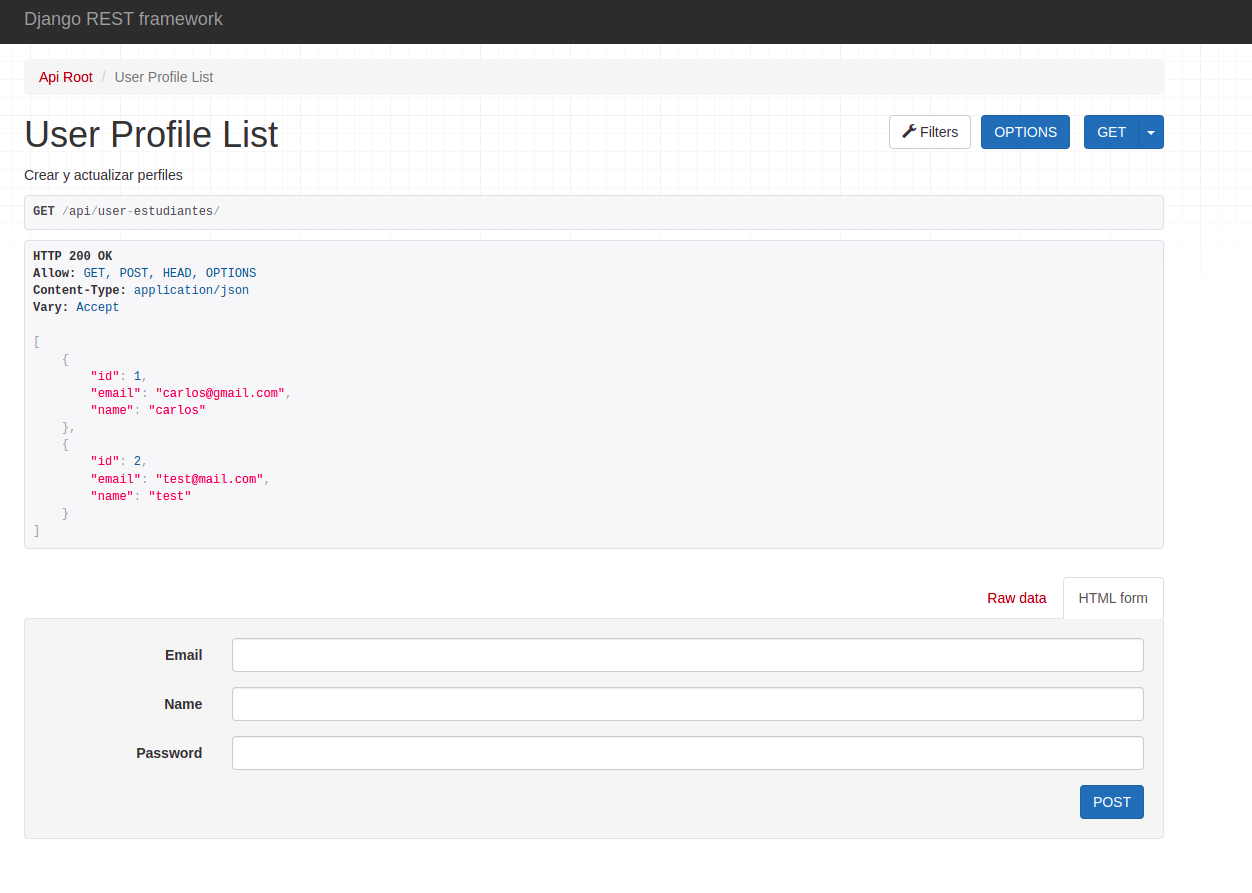 Django REST framework
Api Root / User Profile List
User Profile List
Filters
OPTIONS
GET
Crear y actualizar perfiles
GET /api/user-estudiantes/
HTTP 200 OK
Allow: GET, POST, HEAD, OPTIONS
Content-Type: application/json
Vary: Accept
[
    {
        "id": 1,
        "email": "carlos@gmail.com",
        "name": "carlos"
    },
    {
        "id": 2,
        "email": "test@mail.com",
        "name": "test"
    }
]
Raw data
HTML form
Email
Name
Password
POST